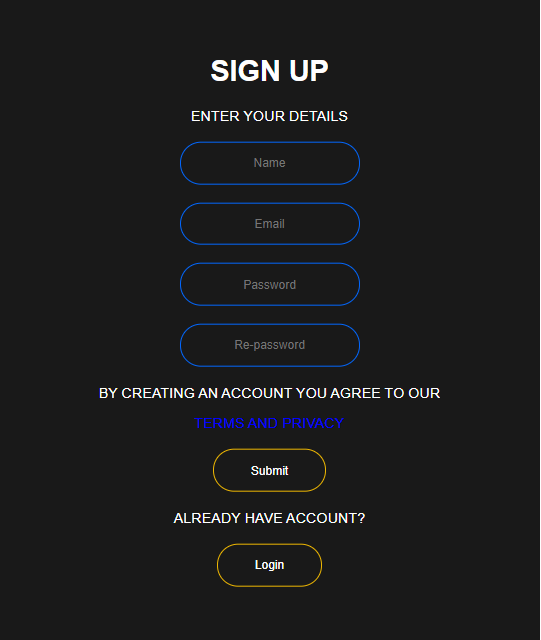 SIGN UP
ENTER YOUR DETAILS
Name
Email
Password
Re-password
BY CREATING AN ACCOUNT YOU AGREE TO OUR
TERMS AND PRIVACY
Submit
ALREADY HAVE ACCOUNT?
Login